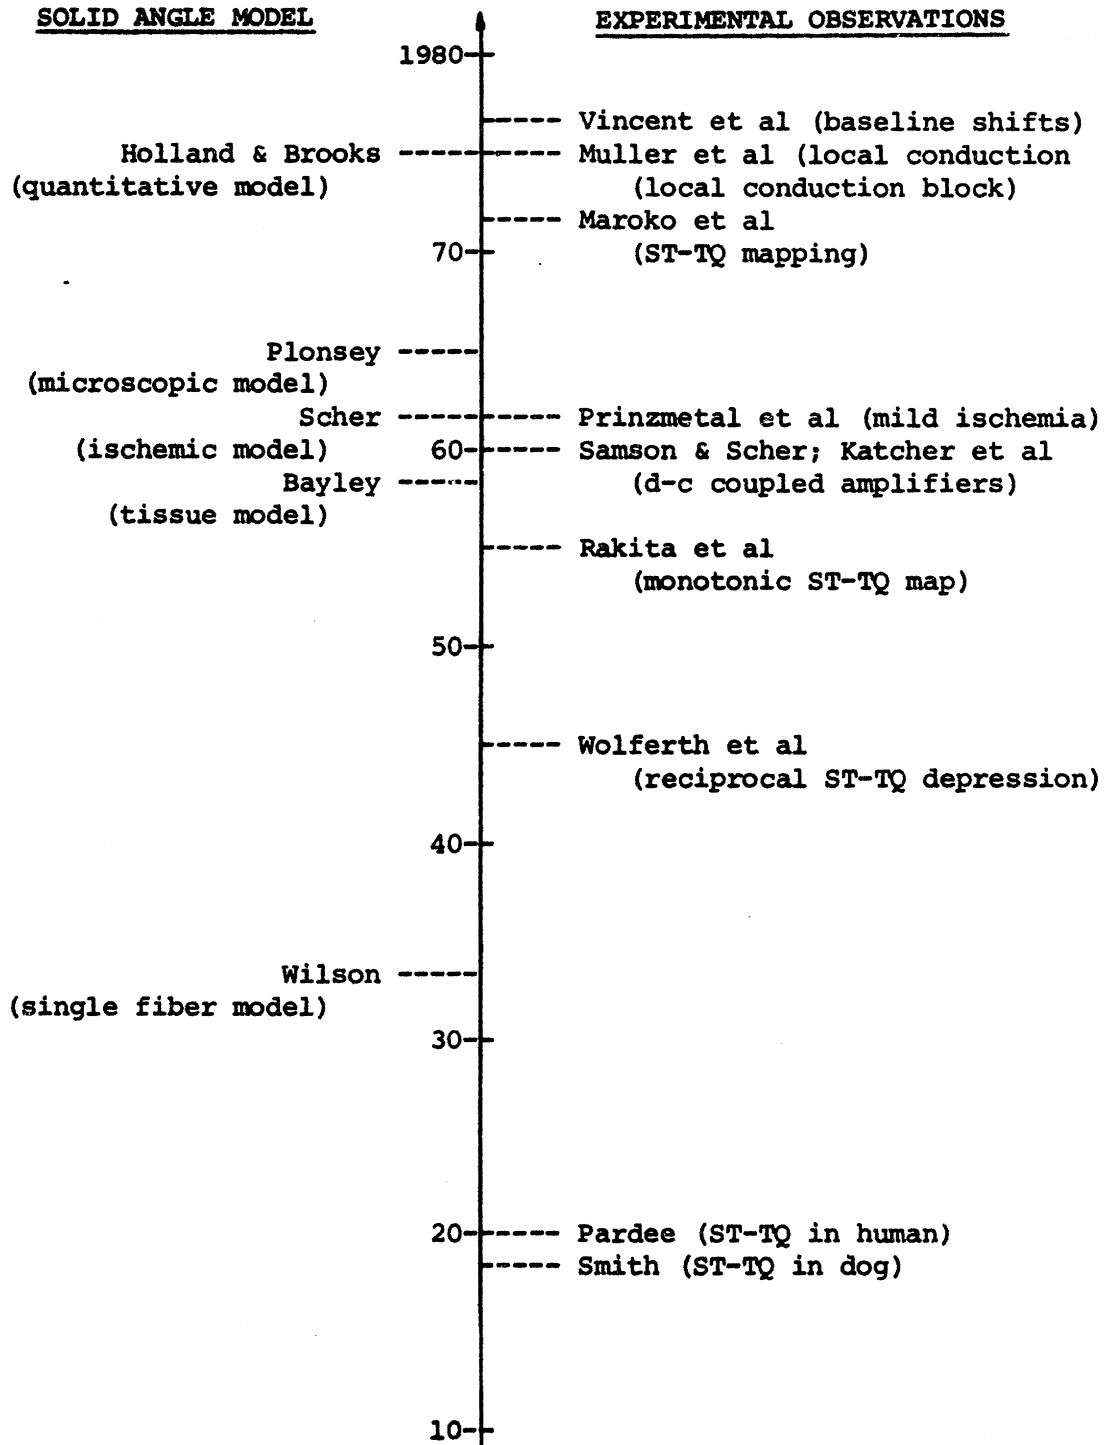 SOLID ANGLE MODEL
EXPERIMENTAL OBSERVATIONS
1980
Vincent et al (baseline shifts)
Holland & Brooks
(quantitative model)
Muller et al (local conduction
(local conduction block)
Maroko et al
(ST-TQ mapping)
70
Plonsey
(microscopic model)
Scher
(ischemic model)
Prinzmetal et al (mild ischemia)
60
Samson & Scher; Katcher et al
(d-c coupled amplifiers)
Bayley
(tissue model)
Rakita et al
(monotonic ST-TQ map)
50
Wolferth et al
(reciprocal ST-TQ depression)
40
Wilson
(single fiber model)
30
20
Pardee (ST-TQ in human)
Smith (ST-TQ in dog)
10